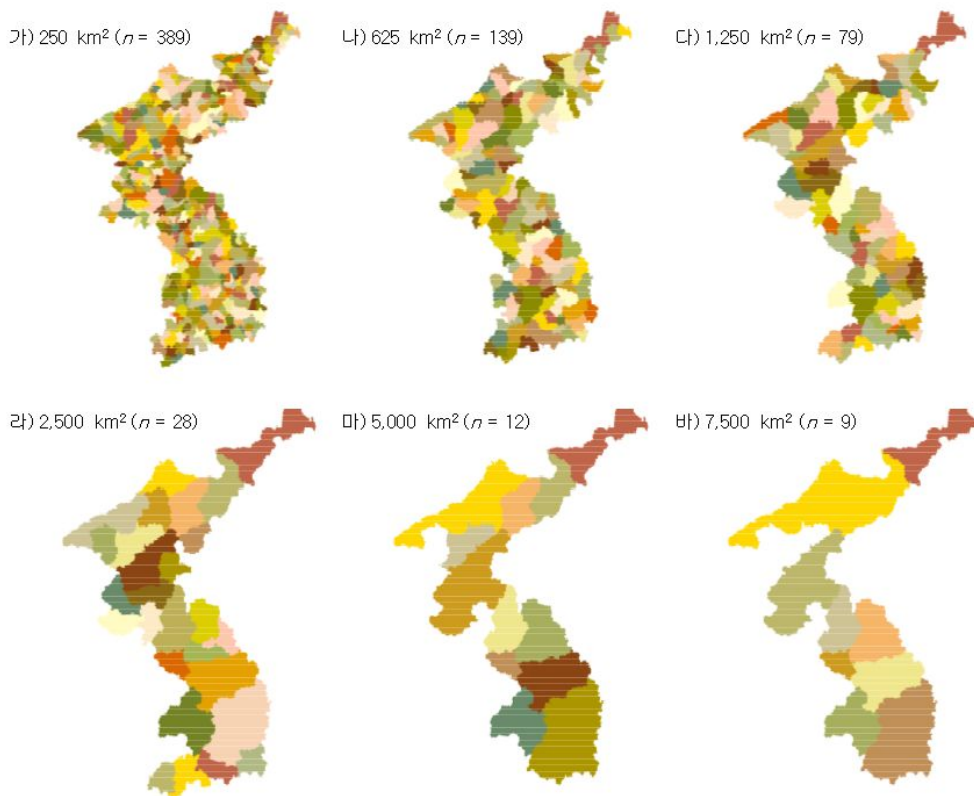 가) 250 km² (n = 389)
나) 625 km² (n = 139)
다) 1,250 km² (n = 79)
라) 2,500 km² (n = 28)
마) 5,000 km² (n = 12)
바) 7,500 km² (n = 9)